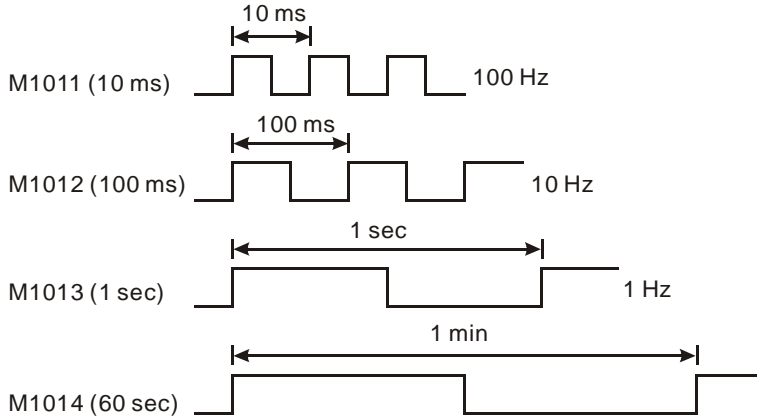 10 ms
M1011 (10 ms)
100 Hz
100 ms
M1012 (100 ms)
10 Hz
1 sec
M1013 (1 sec)
1 Hz
1 min
M1014 (60 sec)